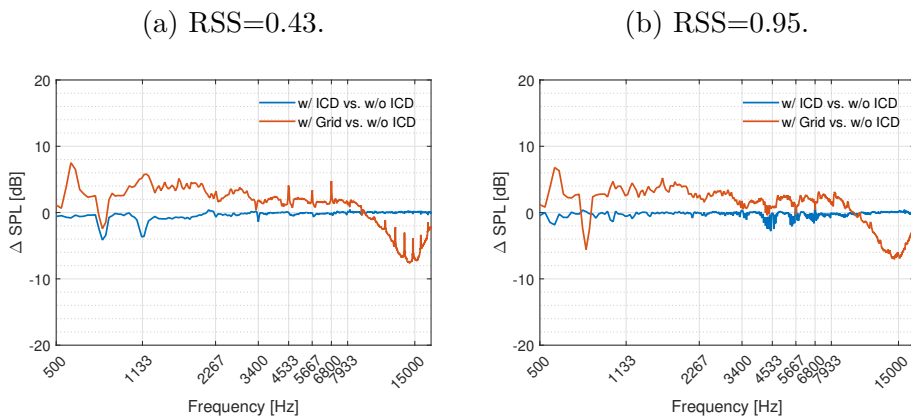 (a) RSS=0.43.
(b) RSS=0.95.
20
10
0
-10
-20
Δ SPL [dB]
w/ ICD vs. w/o ICD
w/ Grid vs. w/o ICD
500
1133
2267
3400
4533
5667
6800
7933
15000
Frequency [Hz]
20
10
0
-10
-20
Δ SPL [dB]
w/ ICD vs. w/o ICD
w/ Grid vs. w/o ICD
500
1133
2267
3400
4533
5667
6800
7933
15000
Frequency [Hz]